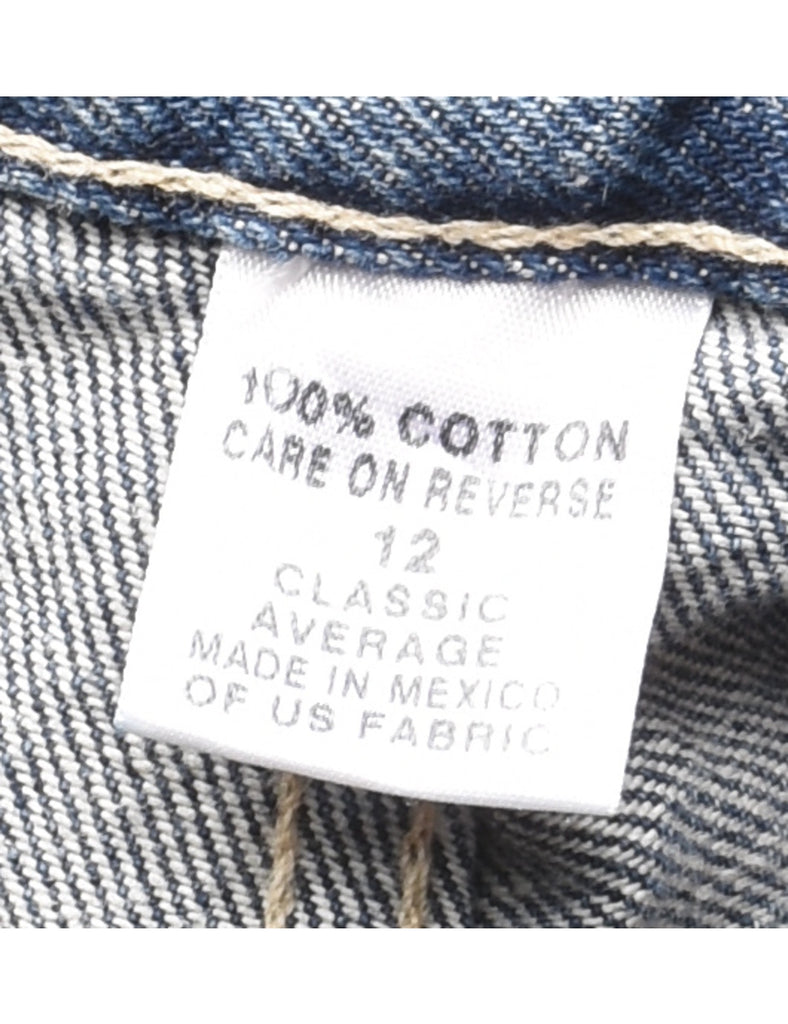 100% COTTON
CARE ON REVERSE
12
CLASSIC
AVERAGE
MADE IN MEXICO
OF US FABRIC